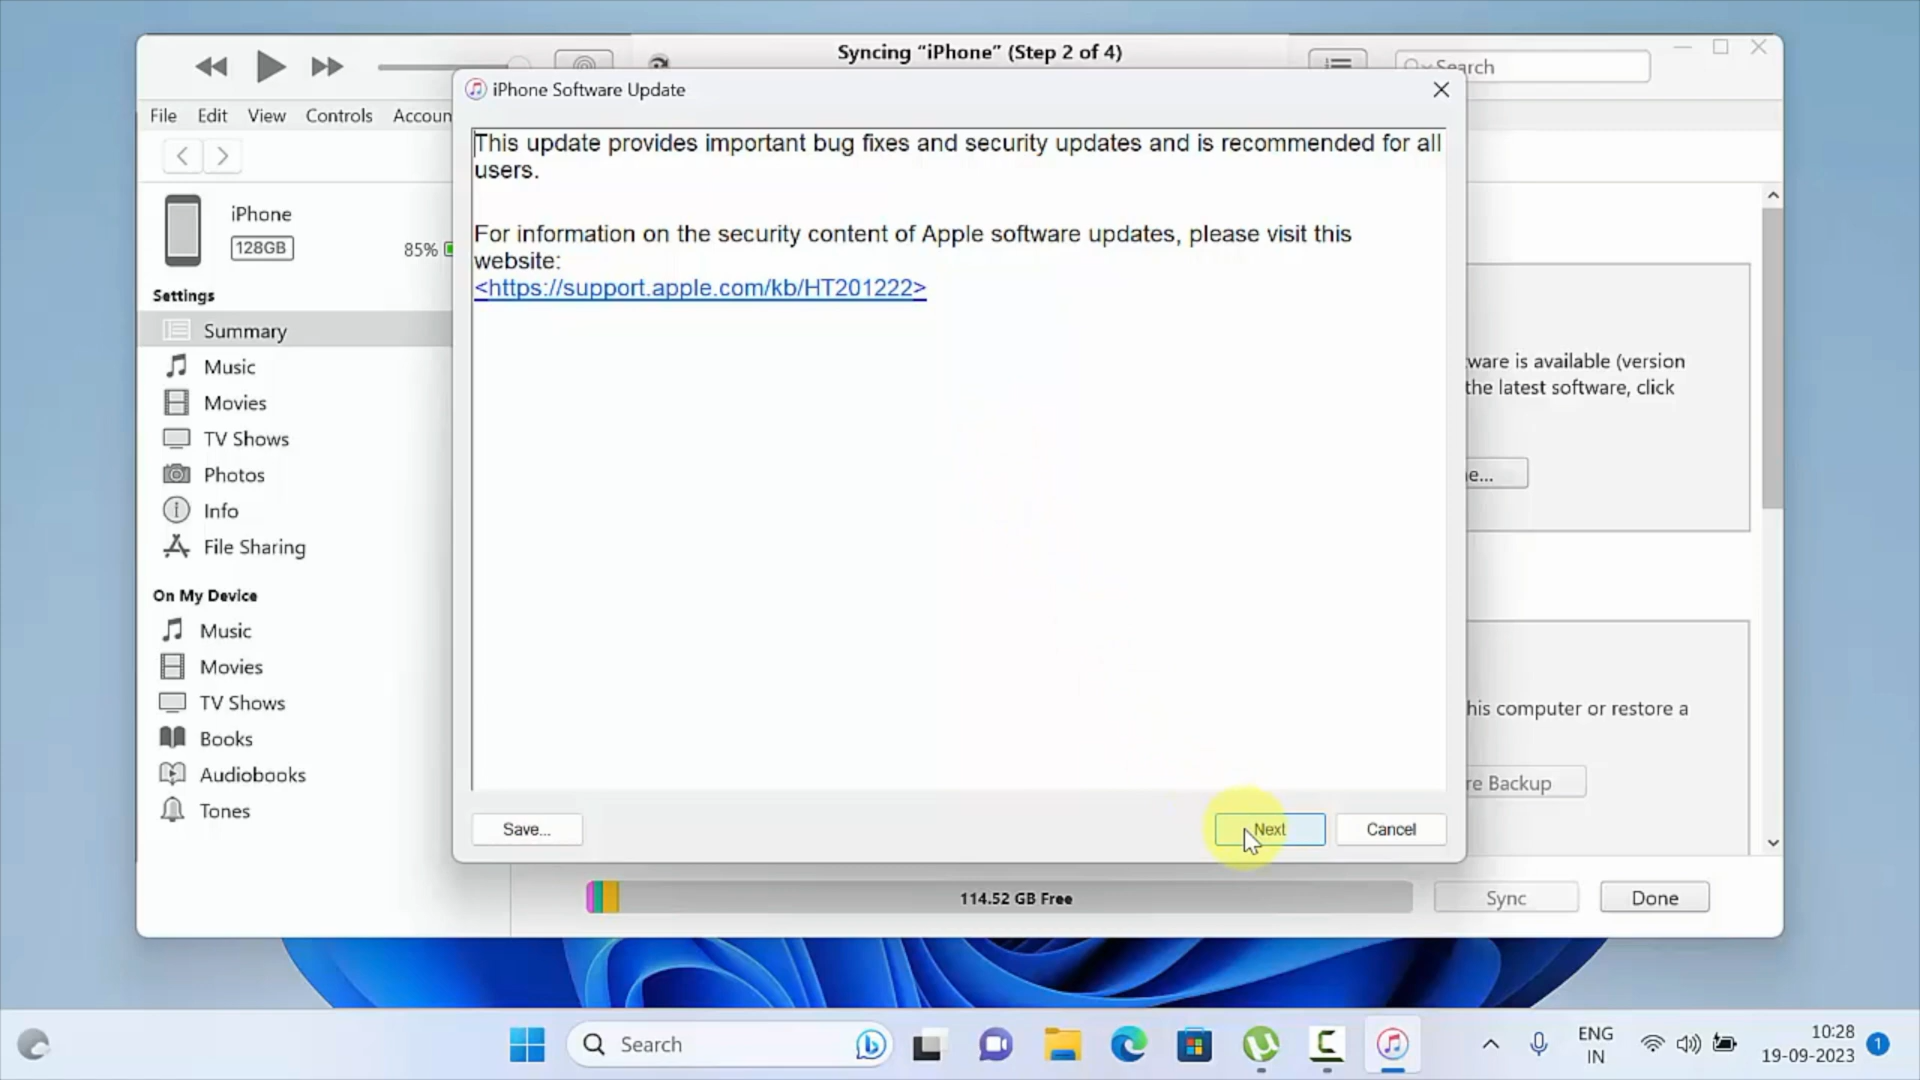 Syncing “iPhone” (Step 2 of 4)
Search
iPhone Software Update
File Edit View Controls Accoun
This update provides important bug fixes and security updates and is recommended for all
users.
For information on the security content of Apple software updates, please visit this
website:
<https://support.apple.com/kb/HT201222>
iPhone
128GB
85%
Settings
Summary
Music
Movies
TV Shows
Photos
Info
File Sharing
On My Device
Music
Movies
TV Shows
Books
Audiobooks
Tones
ware is available (version
the latest software, click
e...
his computer or restore a
re Backup
Save...
Next
Cancel
114.52 GB Free
Sync
Done
Search
ENG
IN
10:28
19-09-2023
1